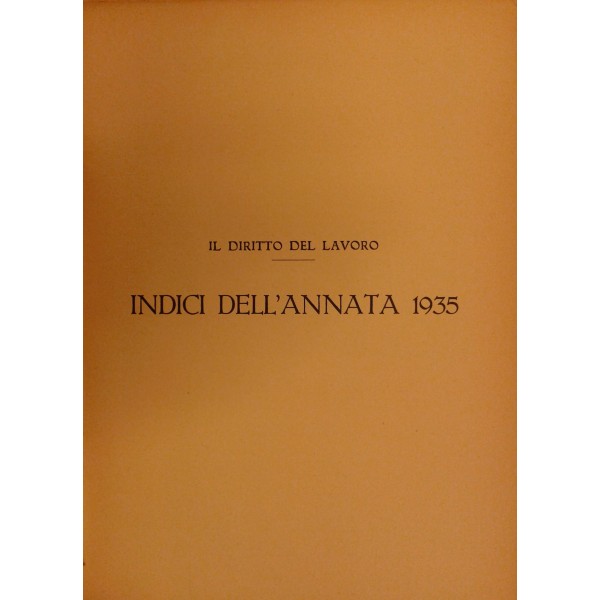 IL DIRITTO DEL LAVORO
INDICI DELL'ANNATA 1935